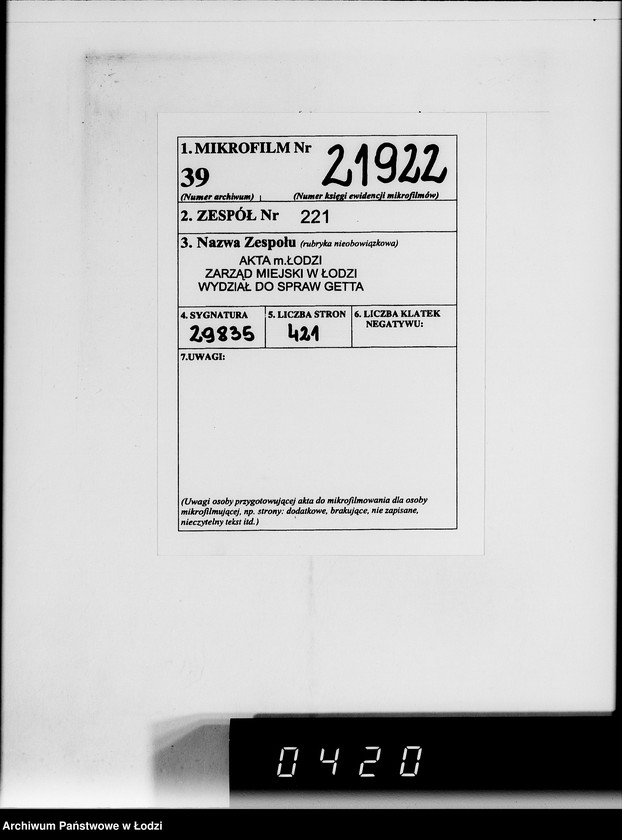 1. MIKROFILM Nr 21922
39
(Numer archiwum) (Numer księgi ewidencji mikrofilmów)
2. ZESPÓŁ Nr 221
3. Nazwa Zespołu (rubryka nieobowiązkowa)
AKTA m.ŁODZI
ZARZĄD MIEJSKI W ŁODZI
WYDZIAŁ DO SPRAW GETTA
4. SYGNATURA
29835
5. LICZBA STRON
421
6. LICZBA KLATEK
NEGATYWU:
7.UWAGI:
(Uwagi osoby przygotowującej akta do mikrofilmowania dla osoby
mikrofilmującej, np. strony: dodatkowe, brakujące, nie zapisane,
nieczytelny tekst itd.)
0420
Archiwum Państwowe w Łodzi